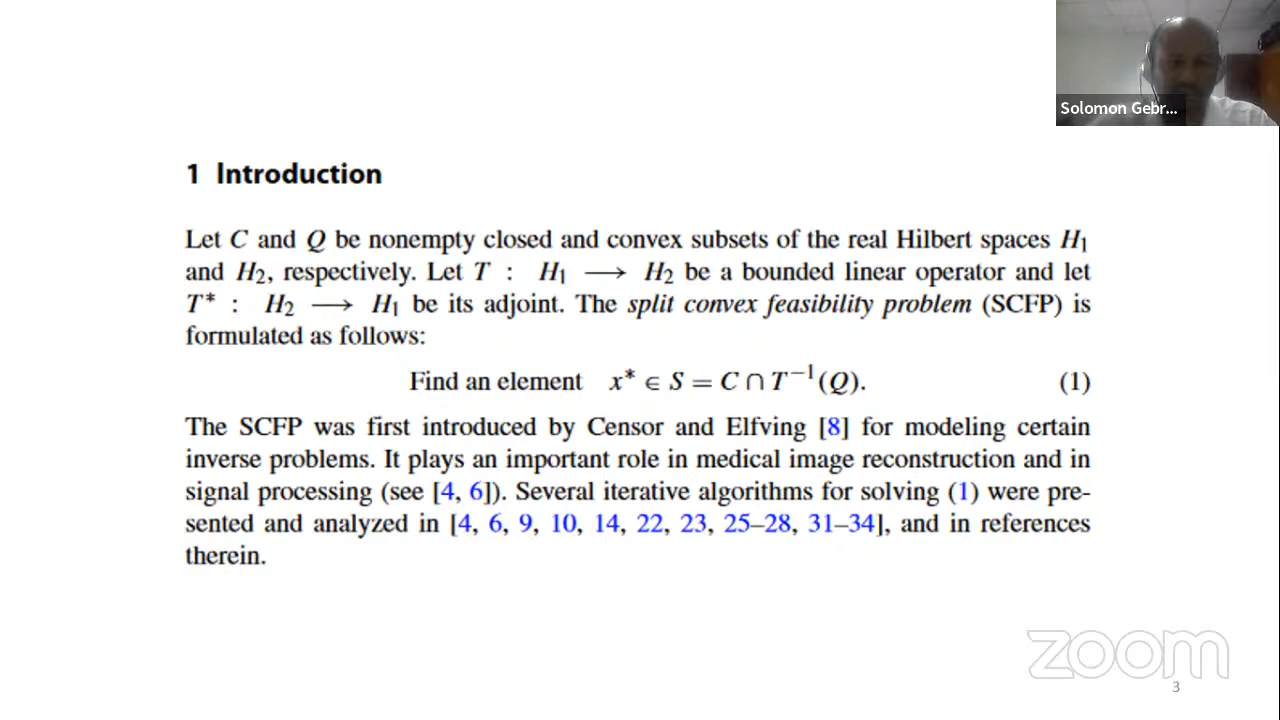 Solomon Gebr...
1 Introduction
Let C and Q be nonempty closed and convex subsets of the real Hilbert spaces H₁
and H₂, respectively. Let T : H₁ ⟶ H₂ be a bounded linear operator and let
T* : H₂ ⟶ H₁ be its adjoint. The split convex feasibility problem (SCFP) is
formulated as follows:
Find an element x* ∈ S = C ∩ T⁻¹(Q). (1)
The SCFP was first introduced by Censor and Elfving [8] for modeling certain
inverse problems. It plays an important role in medical image reconstruction and in
signal processing (see [4, 6]). Several iterative algorithms for solving (1) were pre-
sented and analyzed in [4, 6, 9, 10, 14, 22, 23, 25–28, 31–34], and in references
therein.
zoom
3